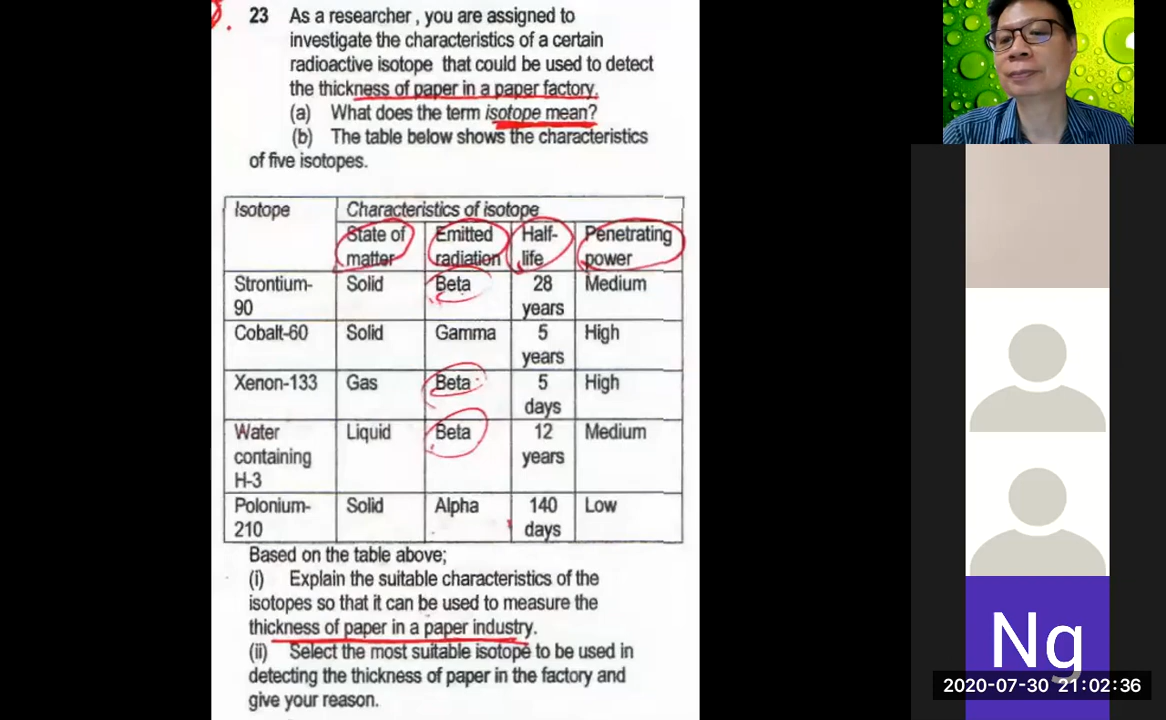 23 As a researcher , you are assigned to
investigate the characteristics of a certain
radioactive isotope that could be used to detect
the thickness of paper in a paper factory.
(a) What does the term isotope mean?
(b) The table below shows the characteristics
of five isotopes.
Isotope Characteristics of isotope
State of matter Emitted radiation Half-life Penetrating power
Strontium-90 Solid Beta 28 years Medium
Cobalt-60 Solid Gamma 5 years High
Xenon-133 Gas Beta 5 days High
Water containing H-3 Liquid Beta 12 years Medium
Polonium-210 Solid Alpha 140 days Low
Based on the table above;
(i) Explain the suitable characteristics of the
isotopes so that it can be used to measure the
thickness of paper in a paper industry.
(ii) Select the most suitable isotope to be used in
detecting the thickness of paper in the factory and
give your reason.
Ng
2020-07-30 21:02:36